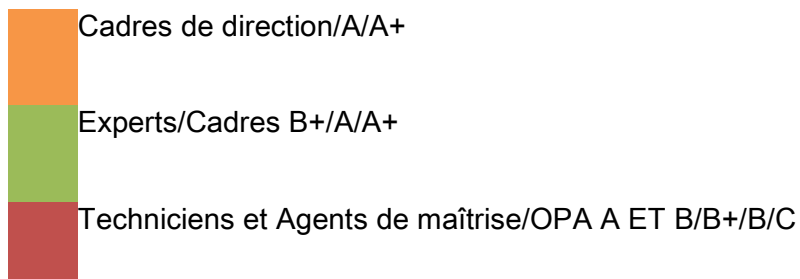 Cadres de direction/A/A+
Experts/Cadres B+/A/A+
Techniciens et Agents de maîtrise/OPA A ET B/B+/B/C